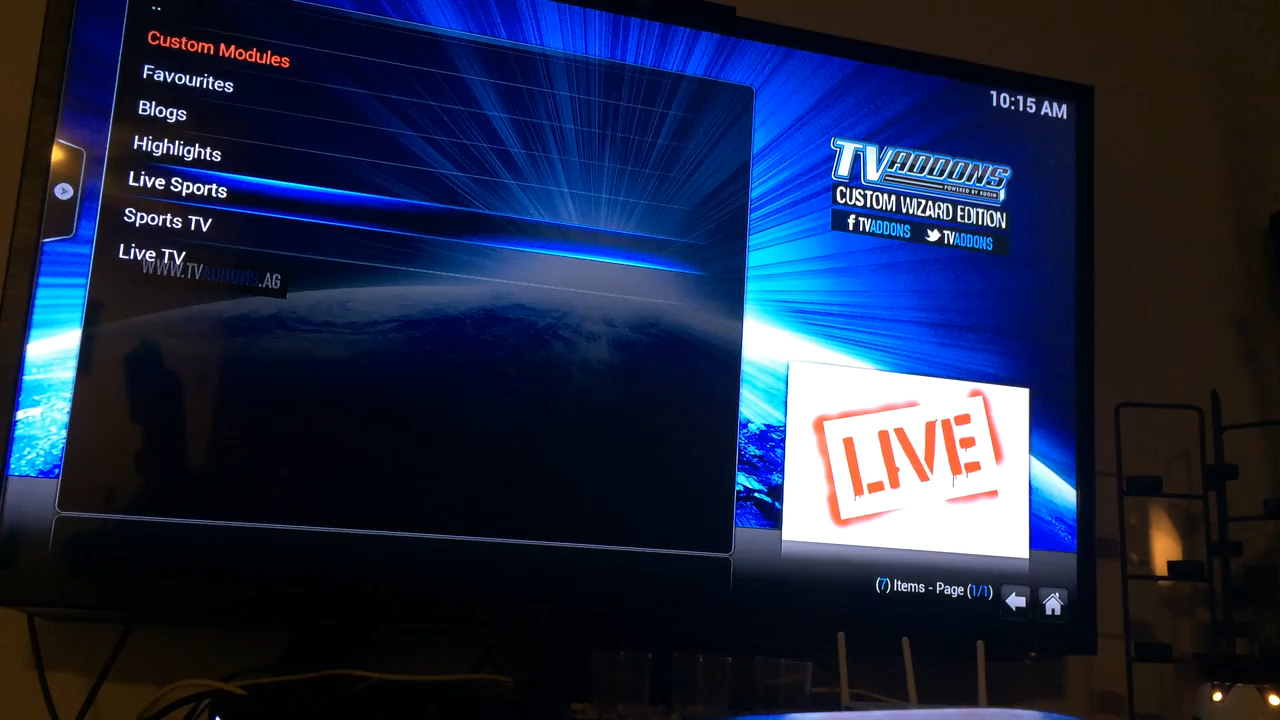 ..
Custom Modules
Favourites
Blogs
Highlights
Live Sports
Sports TV
Live TV
WWW.TVADDONS.AG
10:15 AM
TVADDONS
POWERED BY KODI®
CUSTOM WIZARD EDITION
f TVADDONS TVADDONS
LIVE
(7) Items - Page (1/1)